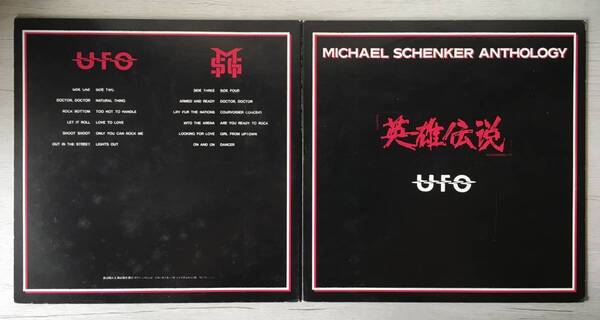 UFO
MSG
SIDE ONE SIDE TWO
DOCTOR, DOCTOR NATURAL THING
ROCK BOTTOM TOO HOT TO HANDLE
LET IT ROLL LOVE TO LOVE
SHOOT SHOOT ONLY YOU CAN ROCK ME
OUT IN THE STREET LIGHTS OUT
SIDE THREE SIDE FOUR
ARMED AND READY DOCTOR, DOCTOR
CRY FOR THE NATIONS COURVOISIER CONCERT
INTO THE ARENA ARE YOU READY TO ROCK
LOOKING FOR LOVE GIRL FROM UPTOWN
ON AND ON DANCER
MICHAEL SCHENKER ANTHOLOGY
英雄伝説
UFO